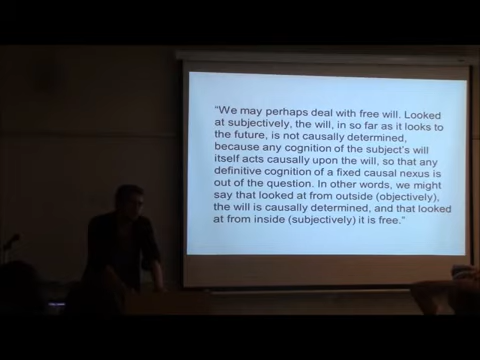 "We may perhaps deal with free will. Looked
at subjectively, the will, in so far as it looks to
the future, is not causally determined,
because any cognition of the subject's will
itself acts causally upon the will, so that any
definitive cognition of a fixed causal nexus is
out of the question. In other words, we might
say that looked at from outside (objectively),
the will is causally determined, and that looked
at from inside (subjectively) it is free."